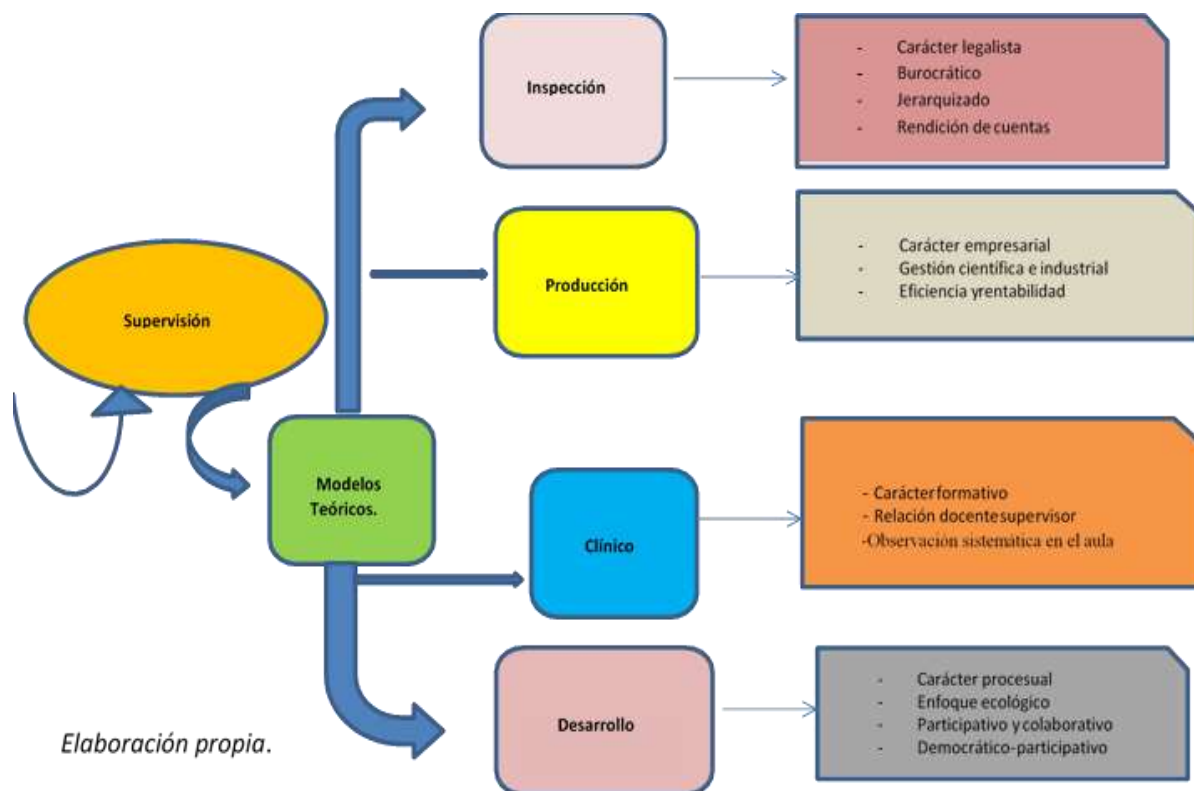 Supervisión
Modelos
Teóricos.
Inspección
- Carácter legalista
- Burocrático
- Jerarquizado
- Rendición de cuentas
Producción
- Carácter empresarial
- Gestión científica e industrial
- Eficiencia yrentabilidad
Clínico
- Carácterformativo
- Relación docentesupervisor
-Observación sistemática en el aula
Desarrollo
- Carácter procesual
- Enfoque ecológico
- Participativo y colaborativo
- Democrático-participativo
Elaboración propia.